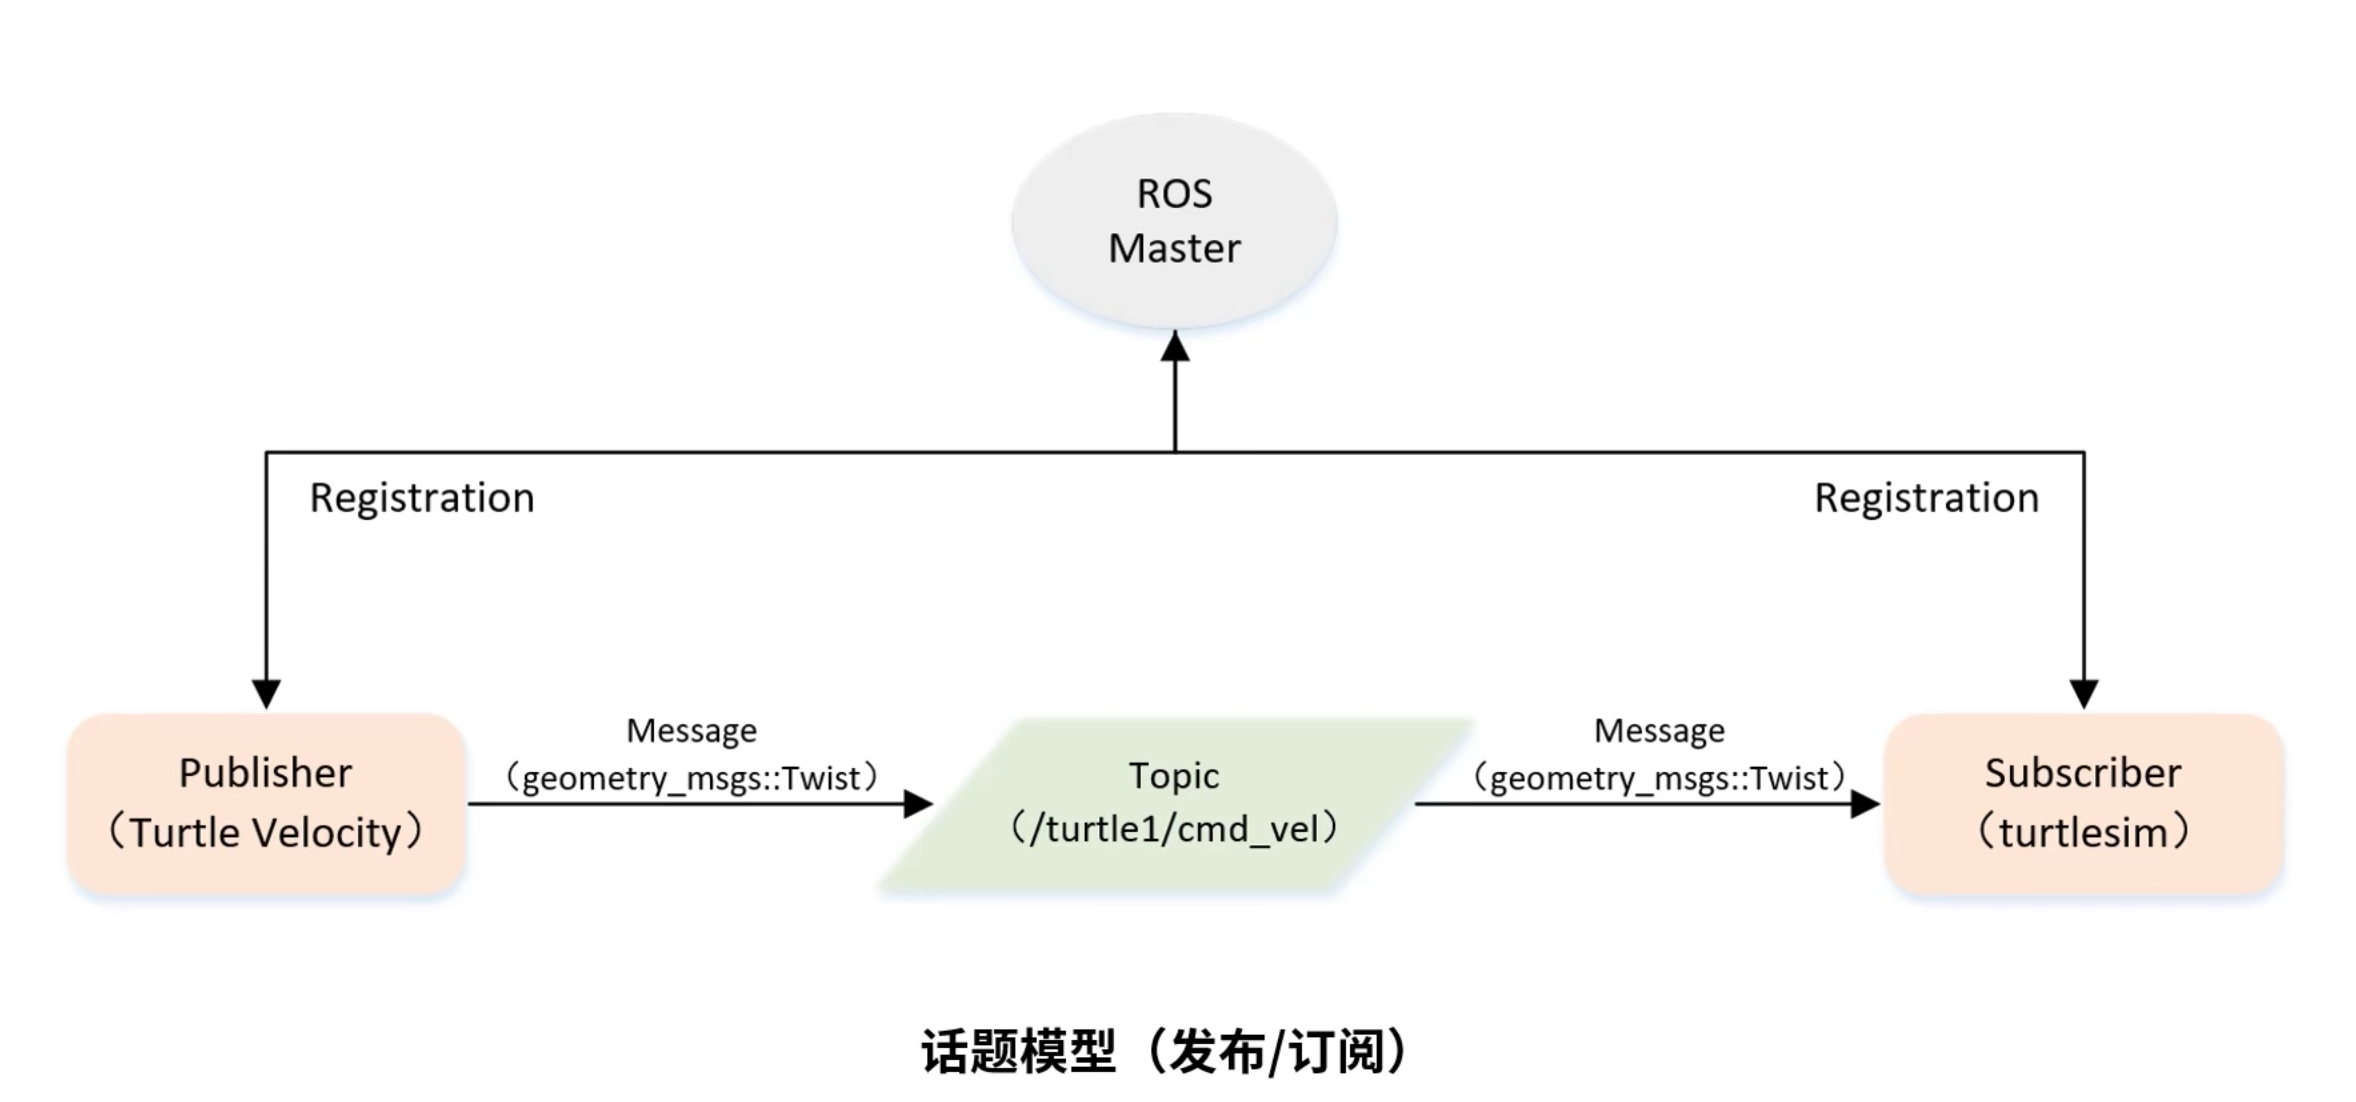 ROS
Master
Registration
Registration
Publisher
（Turtle Velocity）
Message
（geometry_msgs::Twist）
Topic
（/turtle1/cmd_vel）
Message
（geometry_msgs::Twist）
Subscriber
（turtlesim）
话题模型（发布/订阅）